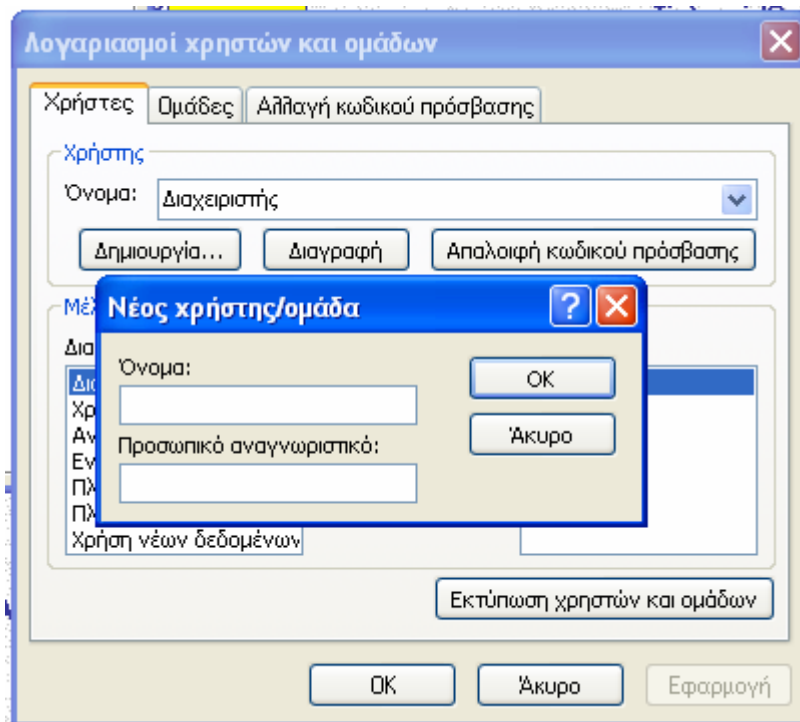 Λογαριασμοί χρηστών και ομάδων
Χρήστες Ομάδες Αλλαγή κωδικού πρόσβασης
Χρήστης
Όνομα: Διαχειριστής
Δημιουργία... Διαγραφή Απαλοιφή κωδικού πρόσβασης
Νέος χρήστης/ομάδα
Όνομα:
OK
Άκυρο
Προσωπικό αναγνωριστικό:
Χρήση νέων δεδομένων
Εκτύπωση χρηστών και ομάδων
OK Άκυρο Εφαρμογή